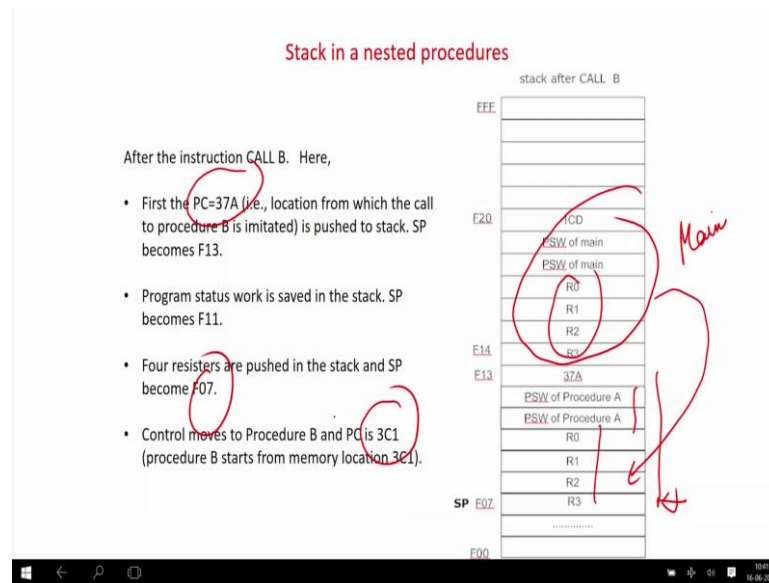 Stack in a nested procedures
stack after CALL B
After the instruction CALL B. Here,
• First the PC=37A (i.e., location from which the call
to procedure B is imitated) is pushed to stack. SP
becomes F13.
• Program status work is saved in the stack. SP
becomes F11.
• Four resisters are pushed in the stack and SP
become F07.
• Control moves to Procedure B and PC is 3C1
(procedure B starts from memory location 3C1).
FFF
F20 1CD
PSW of main
PSW of main
R0
R1
R2
F14 R3
F13 37A
PSW of Procedure A
PSW of Procedure A
R0
R1
R2
SP F07 R3
..............
F00
Main